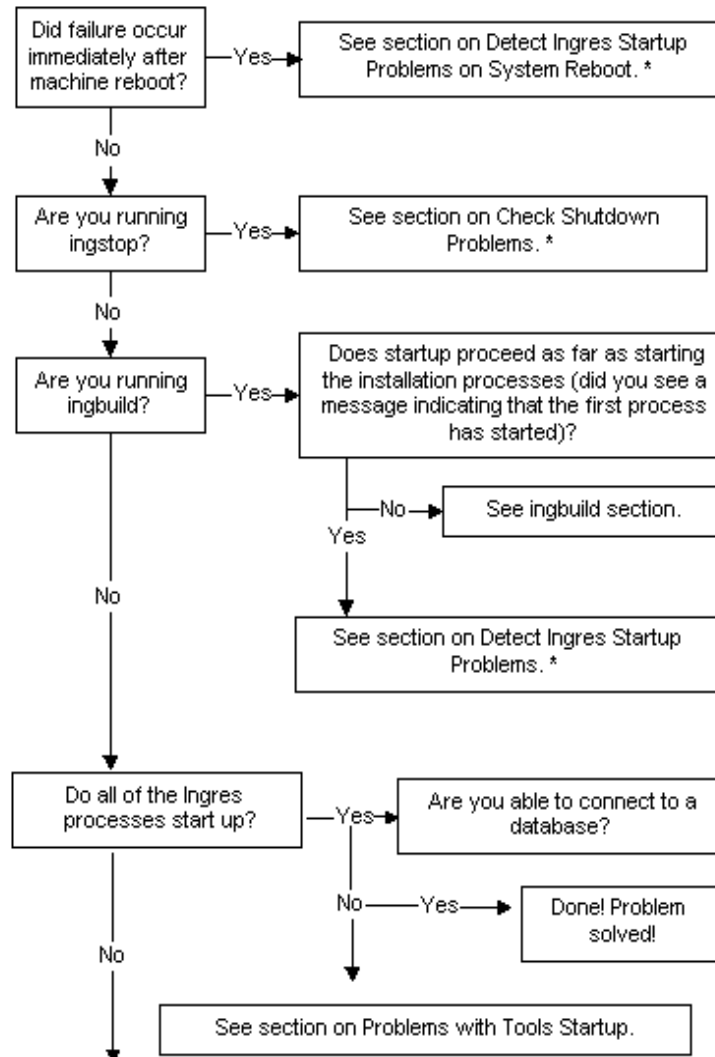 Did failure occur
immediately after
machine reboot?
Yes
See section on Detect Ingres Startup
Problems on System Reboot. *
No
Are you running
ingstop?
Yes
See section on Check Shutdown
Problems. *
No
Are you running
ingbuild?
Yes
Does startup proceed as far as starting
the installation processes (did you see a
message indicating that the first process
has started)?
No
See ingbuild section.
Yes
See section on Detect Ingres Startup
Problems. *
No
Do all of the Ingres
processes start up?
Yes
Are you able to connect to a
database?
No
Yes
Done! Problem
solved!
No
See section on Problems with Tools Startup.